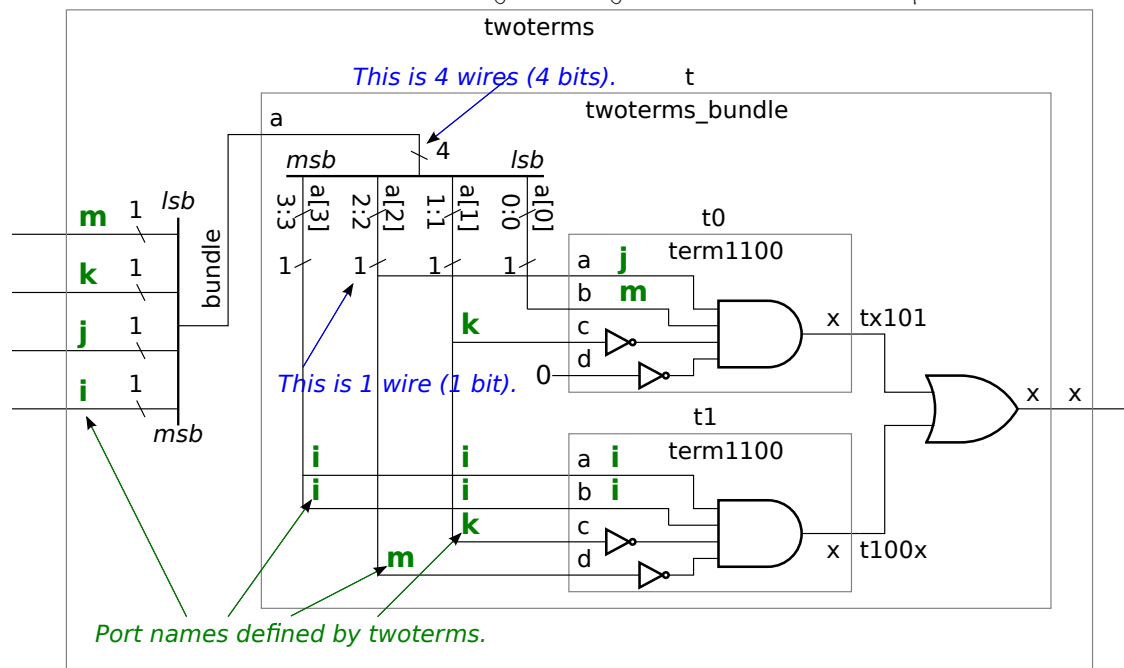 twoterms
This is 4 wires (4 bits).
t
twoterms_bundle
a
4
msb
lsb
3:3
a[3]
2:2
a[2]
1:1
a[1]
0:0
a[0]
lsb
m
1
k
1
j
1
i
1
msb
bundle
1
1
1
1
t0
term1100
a
j
b
m
k
c
d
0
x
tx101
This is 1 wire (1 bit).
x
x
t1
term1100
i
i
a
i
i
i
b
i
k
c
m
d
x
t100x
Port names defined by twoterms.